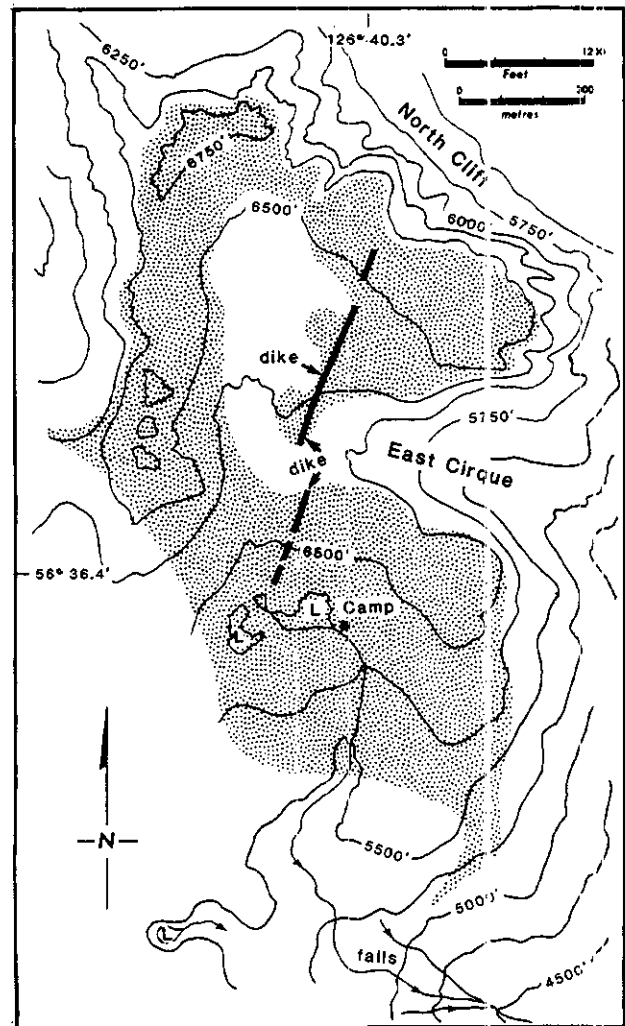 126° 40.3'
6250'
0
Feet
0
metres
North Cliff
6750'
6500'
6000'
5750'
dike
5750'
East Cirque
dike
6500'
56° 36.4'
L
Camp
L
N
5500'
L
falls
4500'